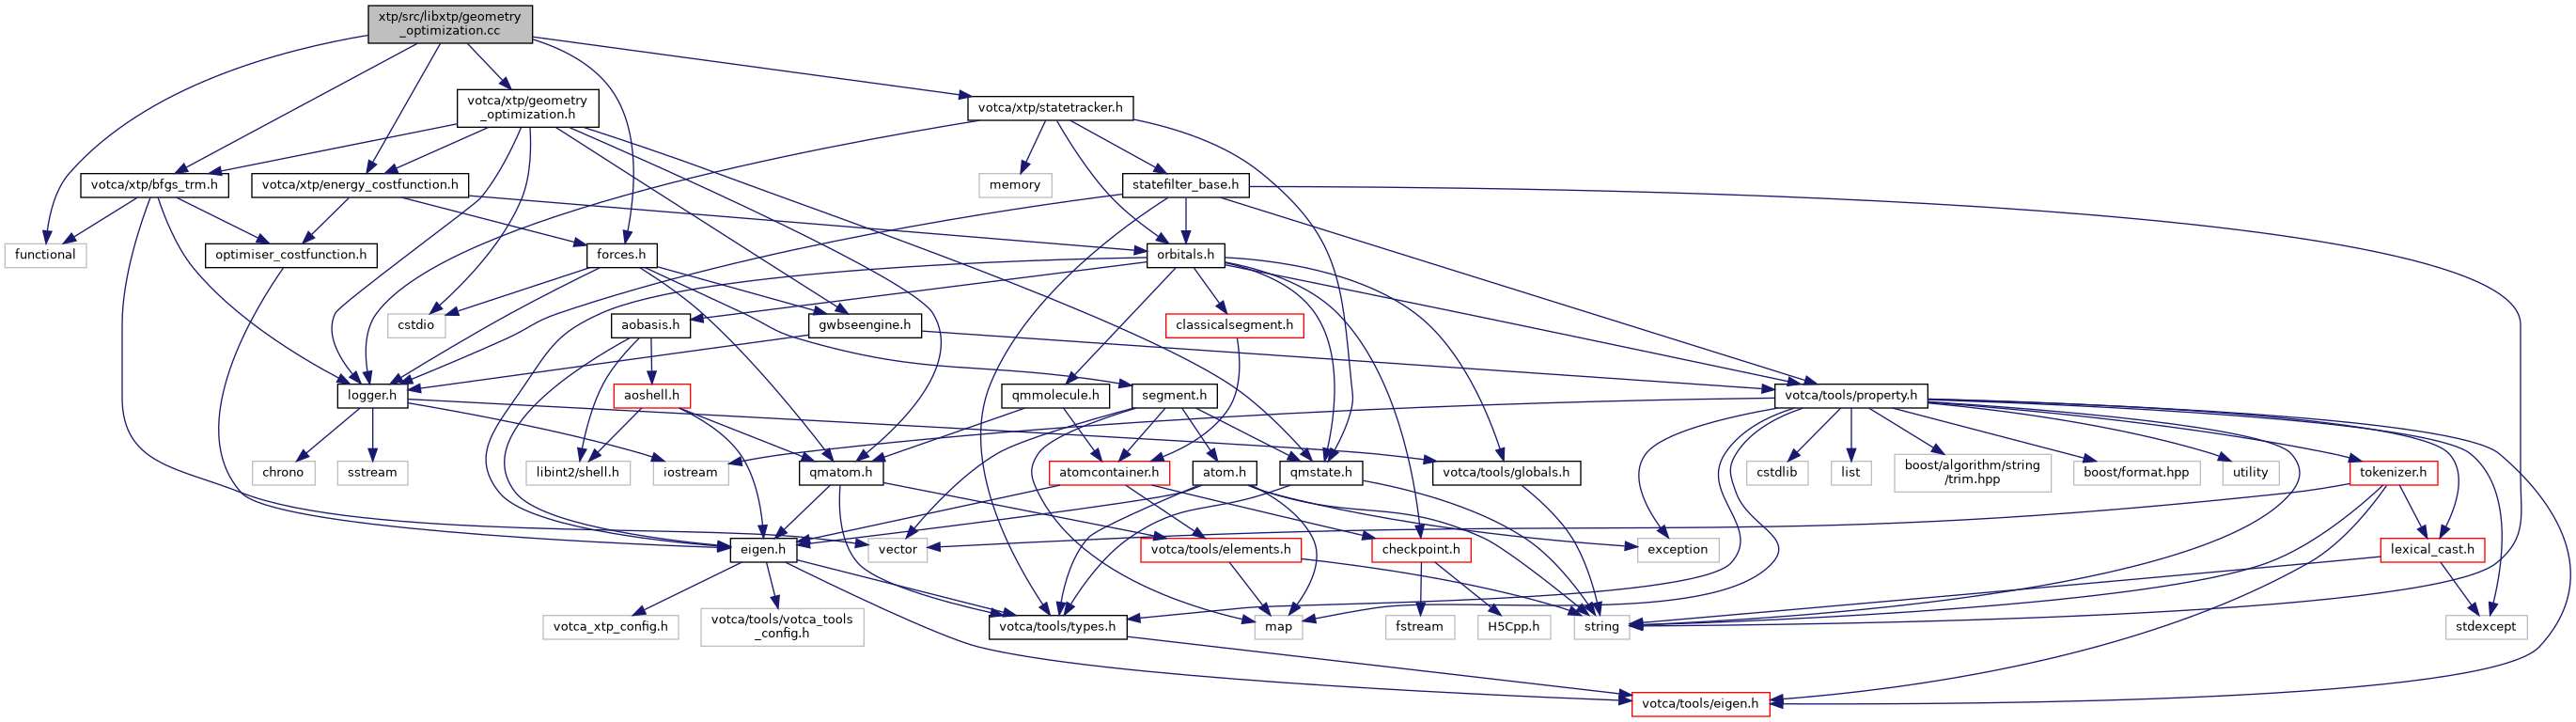 xtp/src/libxtp/geometry
_optimization.cc
votca/xtp/geometry
_optimization.h
votca/xtp/statetracker.h
votca/xtp/bfgs_trm.h
votca/xtp/energy_costfunction.h
memory
statefilter_base.h
functional
optimiser_costfunction.h
forces.h
orbitals.h
cstdio
aobasis.h
gwbseengine.h
classicalsegment.h
logger.h
aoshell.h
qmmolecule.h
segment.h
votca/tools/property.h
chrono
sstream
libint2/shell.h
iostream
qmatom.h
atomcontainer.h
atom.h
qmstate.h
votca/tools/globals.h
cstdlib
list
boost/algorithm/string
/trim.hpp
boost/format.hpp
utility
tokenizer.h
eigen.h
vector
votca/tools/elements.h
checkpoint.h
exception
lexical_cast.h
votca_xtp_config.h
votca/tools/votca_tools
_config.h
votca/tools/types.h
map
fstream
H5Cpp.h
string
stdexcept
votca/tools/eigen.h